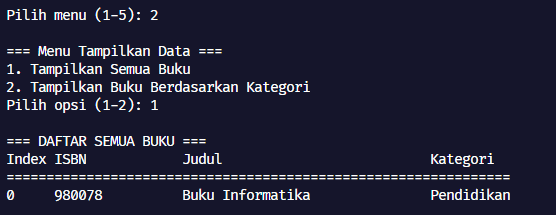 Pilih menu (1-5): 2
=== Menu Tampilkan Data ===
1. Tampilkan Semua Buku
2. Tampilkan Buku Berdasarkan Kategori
Pilih opsi (1-2): 1
=== DAFTAR SEMUA BUKU ===
Index ISBN            Judul                          Kategori
===============================================================
0     980078          Buku Informatika               Pendidikan